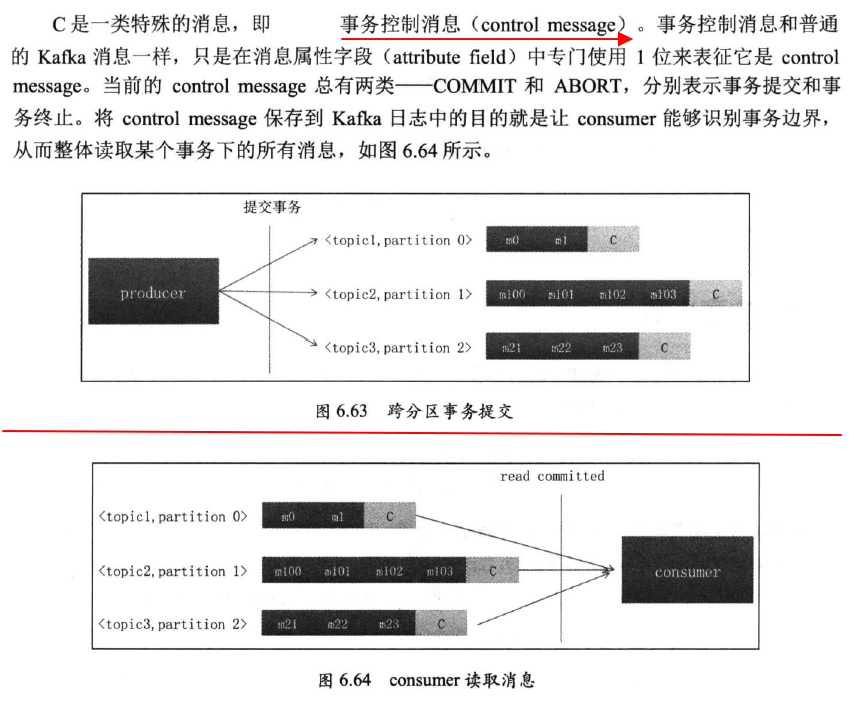 C 是一类特殊的消息，即 事务控制消息（control message）。事务控制消息和普通
的 Kafka 消息一样，只是在消息属性字段（attribute field）中专门使用 1 位来表征它是 control
message。当前的 control message 总有两类——COMMIT 和 ABORT，分别表示事务提交和事
务终止。将 control message 保存到 Kafka 日志中的目的就是让 consumer 能够识别事务边界，
从而整体读取某个事务下的所有消息，如图 6.64 所示。
提交事务
<topic1,partition 0> m0 m1 C
producer
<topic2,partition 1> m100 m101 m102 m103 C
<topic3,partition 2> m21 m22 m23 C
图 6.63 跨分区事务提交
read committed
<topic1,partition 0> m0 m1 C
<topic2,partition 1> m100 m101 m102 m103 C
consumer
<topic3,partition 2> m21 m22 m23 C
图 6.64 consumer 读取消息